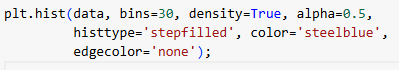 plt.hist(data, bins=30, density=True, alpha=0.5,
         histtype='stepfilled', color='steelblue',
         edgecolor='none');